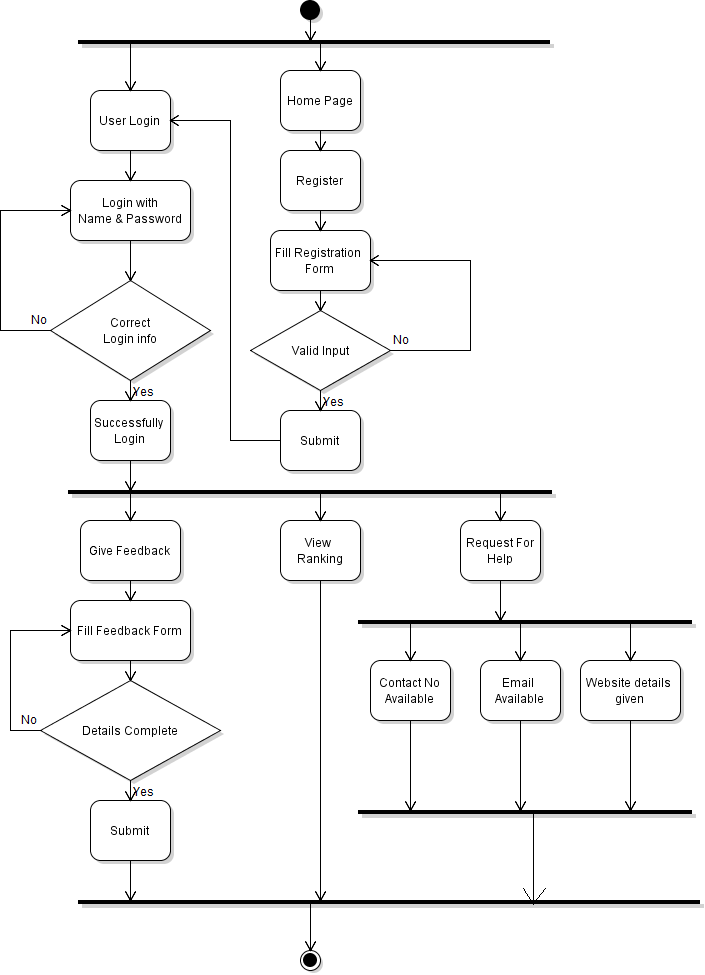 Home Page
User Login
Register
Login with
Name & Password
Fill Registration
Form
No
Correct
Login info
No
Valid Input
Yes
Yes
Successfully
Login
Submit
Give Feedback
View
Ranking
Request For
Help
Fill Feedback Form
Contact No
Available
Email
Available
Website details
given
No
Details Complete
Yes
Submit